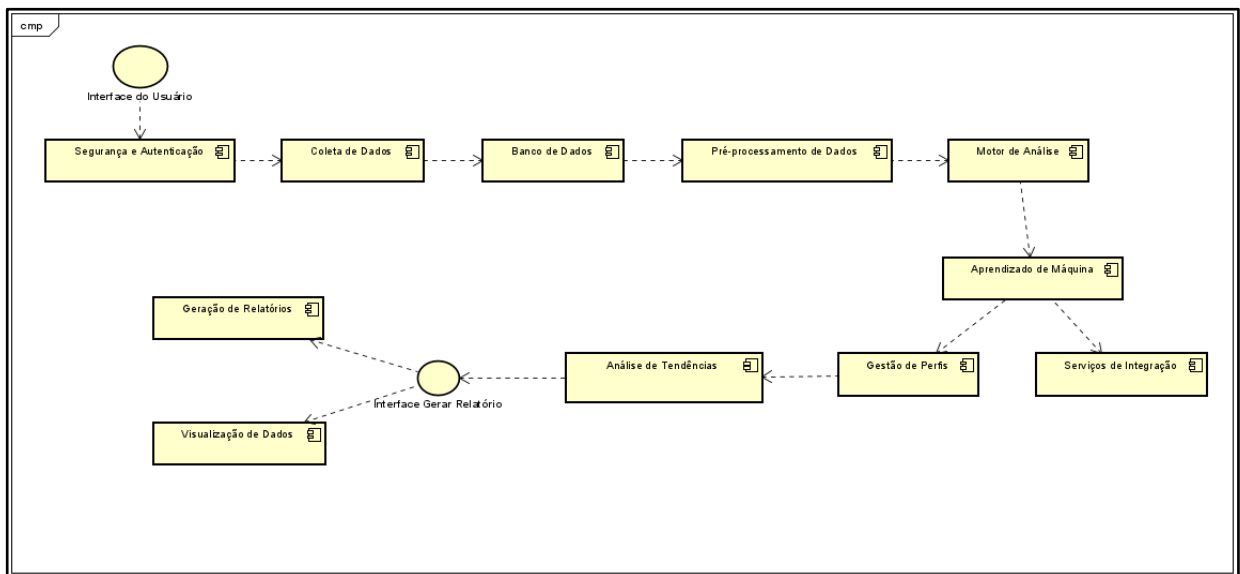 cmp
Interface do Usuário
Segurança e Autenticação
Coleta de Dados
Banco de Dados
Pré-processamento de Dados
Motor de Análise
Aprendizado de Máquina
Geração de Relatórios
Análise de Tendências
Gestão de Perfis
Serviços de Integração
Interface Gerar Relatório
Visualização de Dados